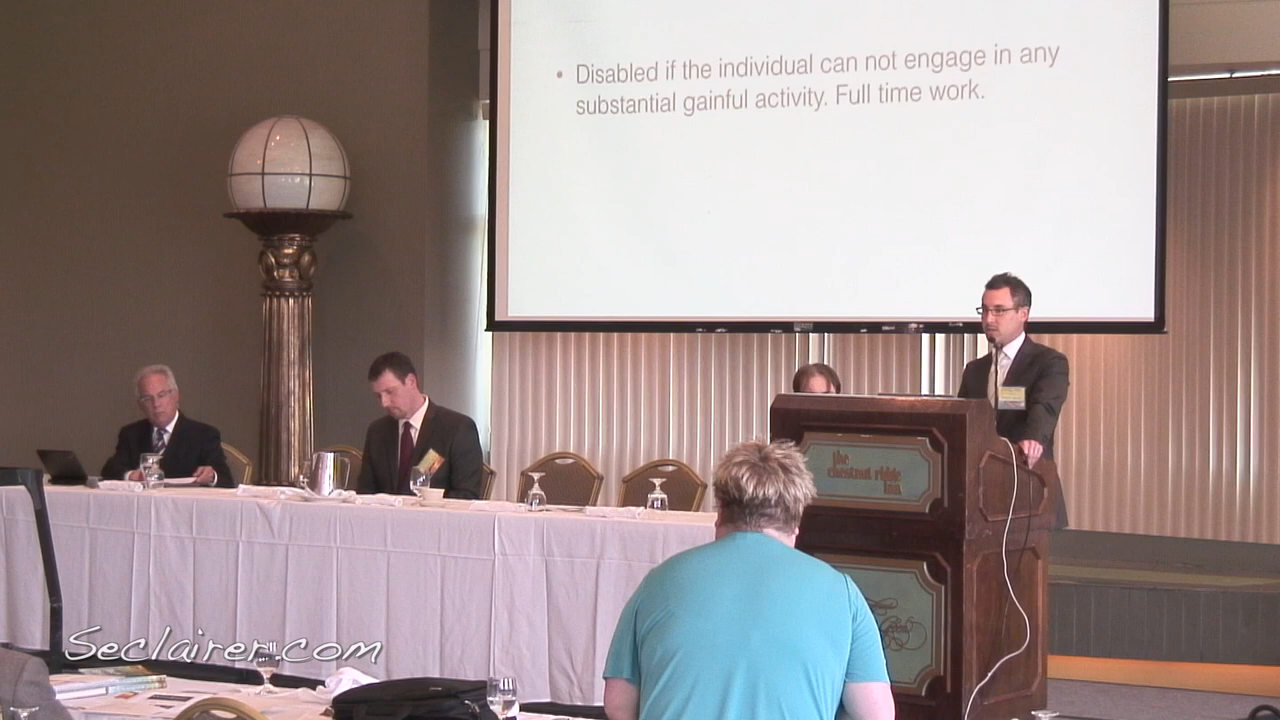 • Disabled if the individual can not engage in any
substantial gainful activity. Full time work.
the
chestnut ridge
inn
Seclairer.com